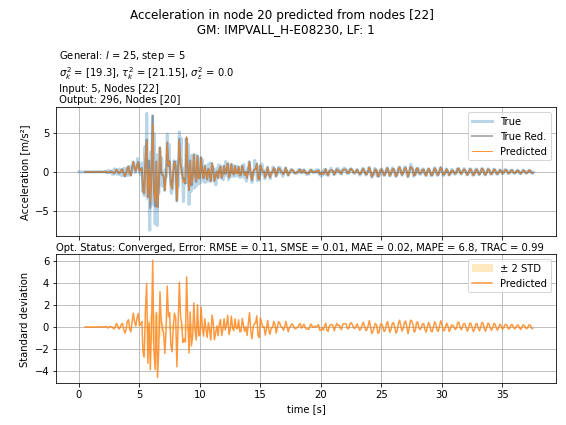 Acceleration in node 20 predicted from nodes [22]
GM: IMPVALL_H-E08230, LF: 1
General: l = 25, step = 5
σ²ₖ = [19.3], τ²ₖ = [21.15], σ²ε = 0.0
Input: 5, Nodes [22]
Output: 296, Nodes [20]
Acceleration [m/s²]
5
0
−5
True
True Red.
Predicted
Opt. Status: Converged, Error: RMSE = 0.11, SMSE = 0.01, MAE = 0.02, MAPE = 6.8, TRAC = 0.99
Standard deviation
6
4
2
0
−2
−4
± 2 STD
Predicted
0 5 10 15 20 25 30 35
time [s]